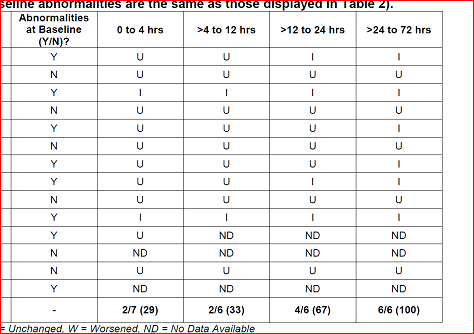 seline abnormalities are the same as those displayed in Table 2).
Abnormalities at Baseline (Y/N)? 0 to 4 hrs >4 to 12 hrs >12 to 24 hrs >24 to 72 hrs
Y U U I I
N U U U U
Y I I I I
N U U U U
Y U U U I
N U U U U
Y U U U I
Y U U I I
N U U U U
Y I I I I
Y U ND ND ND
N ND ND ND ND
N U U U U
Y ND ND ND ND
- 2/7 (29) 2/6 (33) 4/6 (67) 6/6 (100)
= Unchanged, W = Worsened, ND = No Data Available